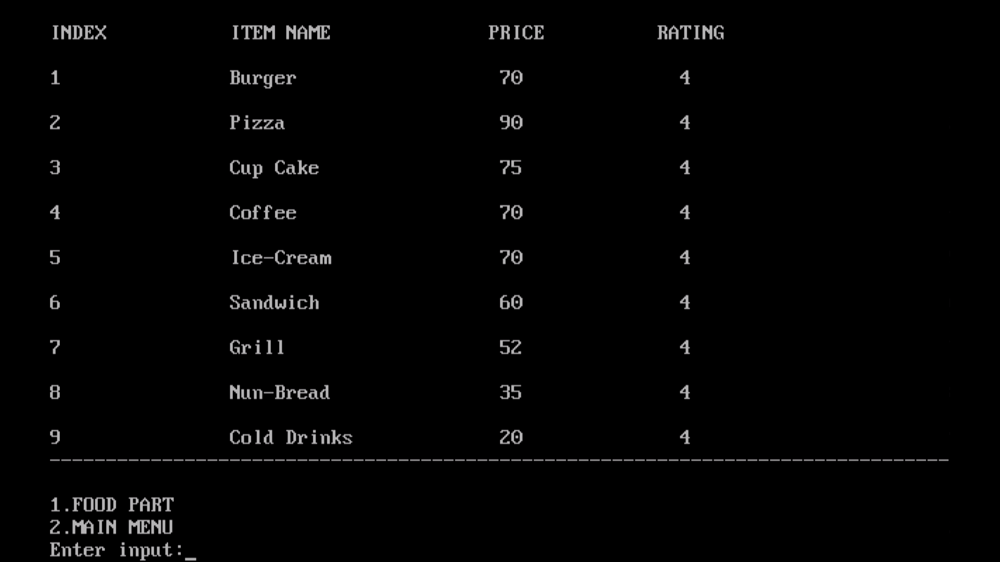 INDEX ITEM NAME PRICE RATING
1 Burger 70 4
2 Pizza 90 4
3 Cup Cake 75 4
4 Coffee 70 4
5 Ice-Cream 70 4
6 Sandwich 60 4
7 Grill 52 4
8 Nun-Bread 35 4
9 Cold Drinks 20 4
--------------------------------------------------------------------------------
1.FOOD PART
2.MAIN MENU
Enter input:_